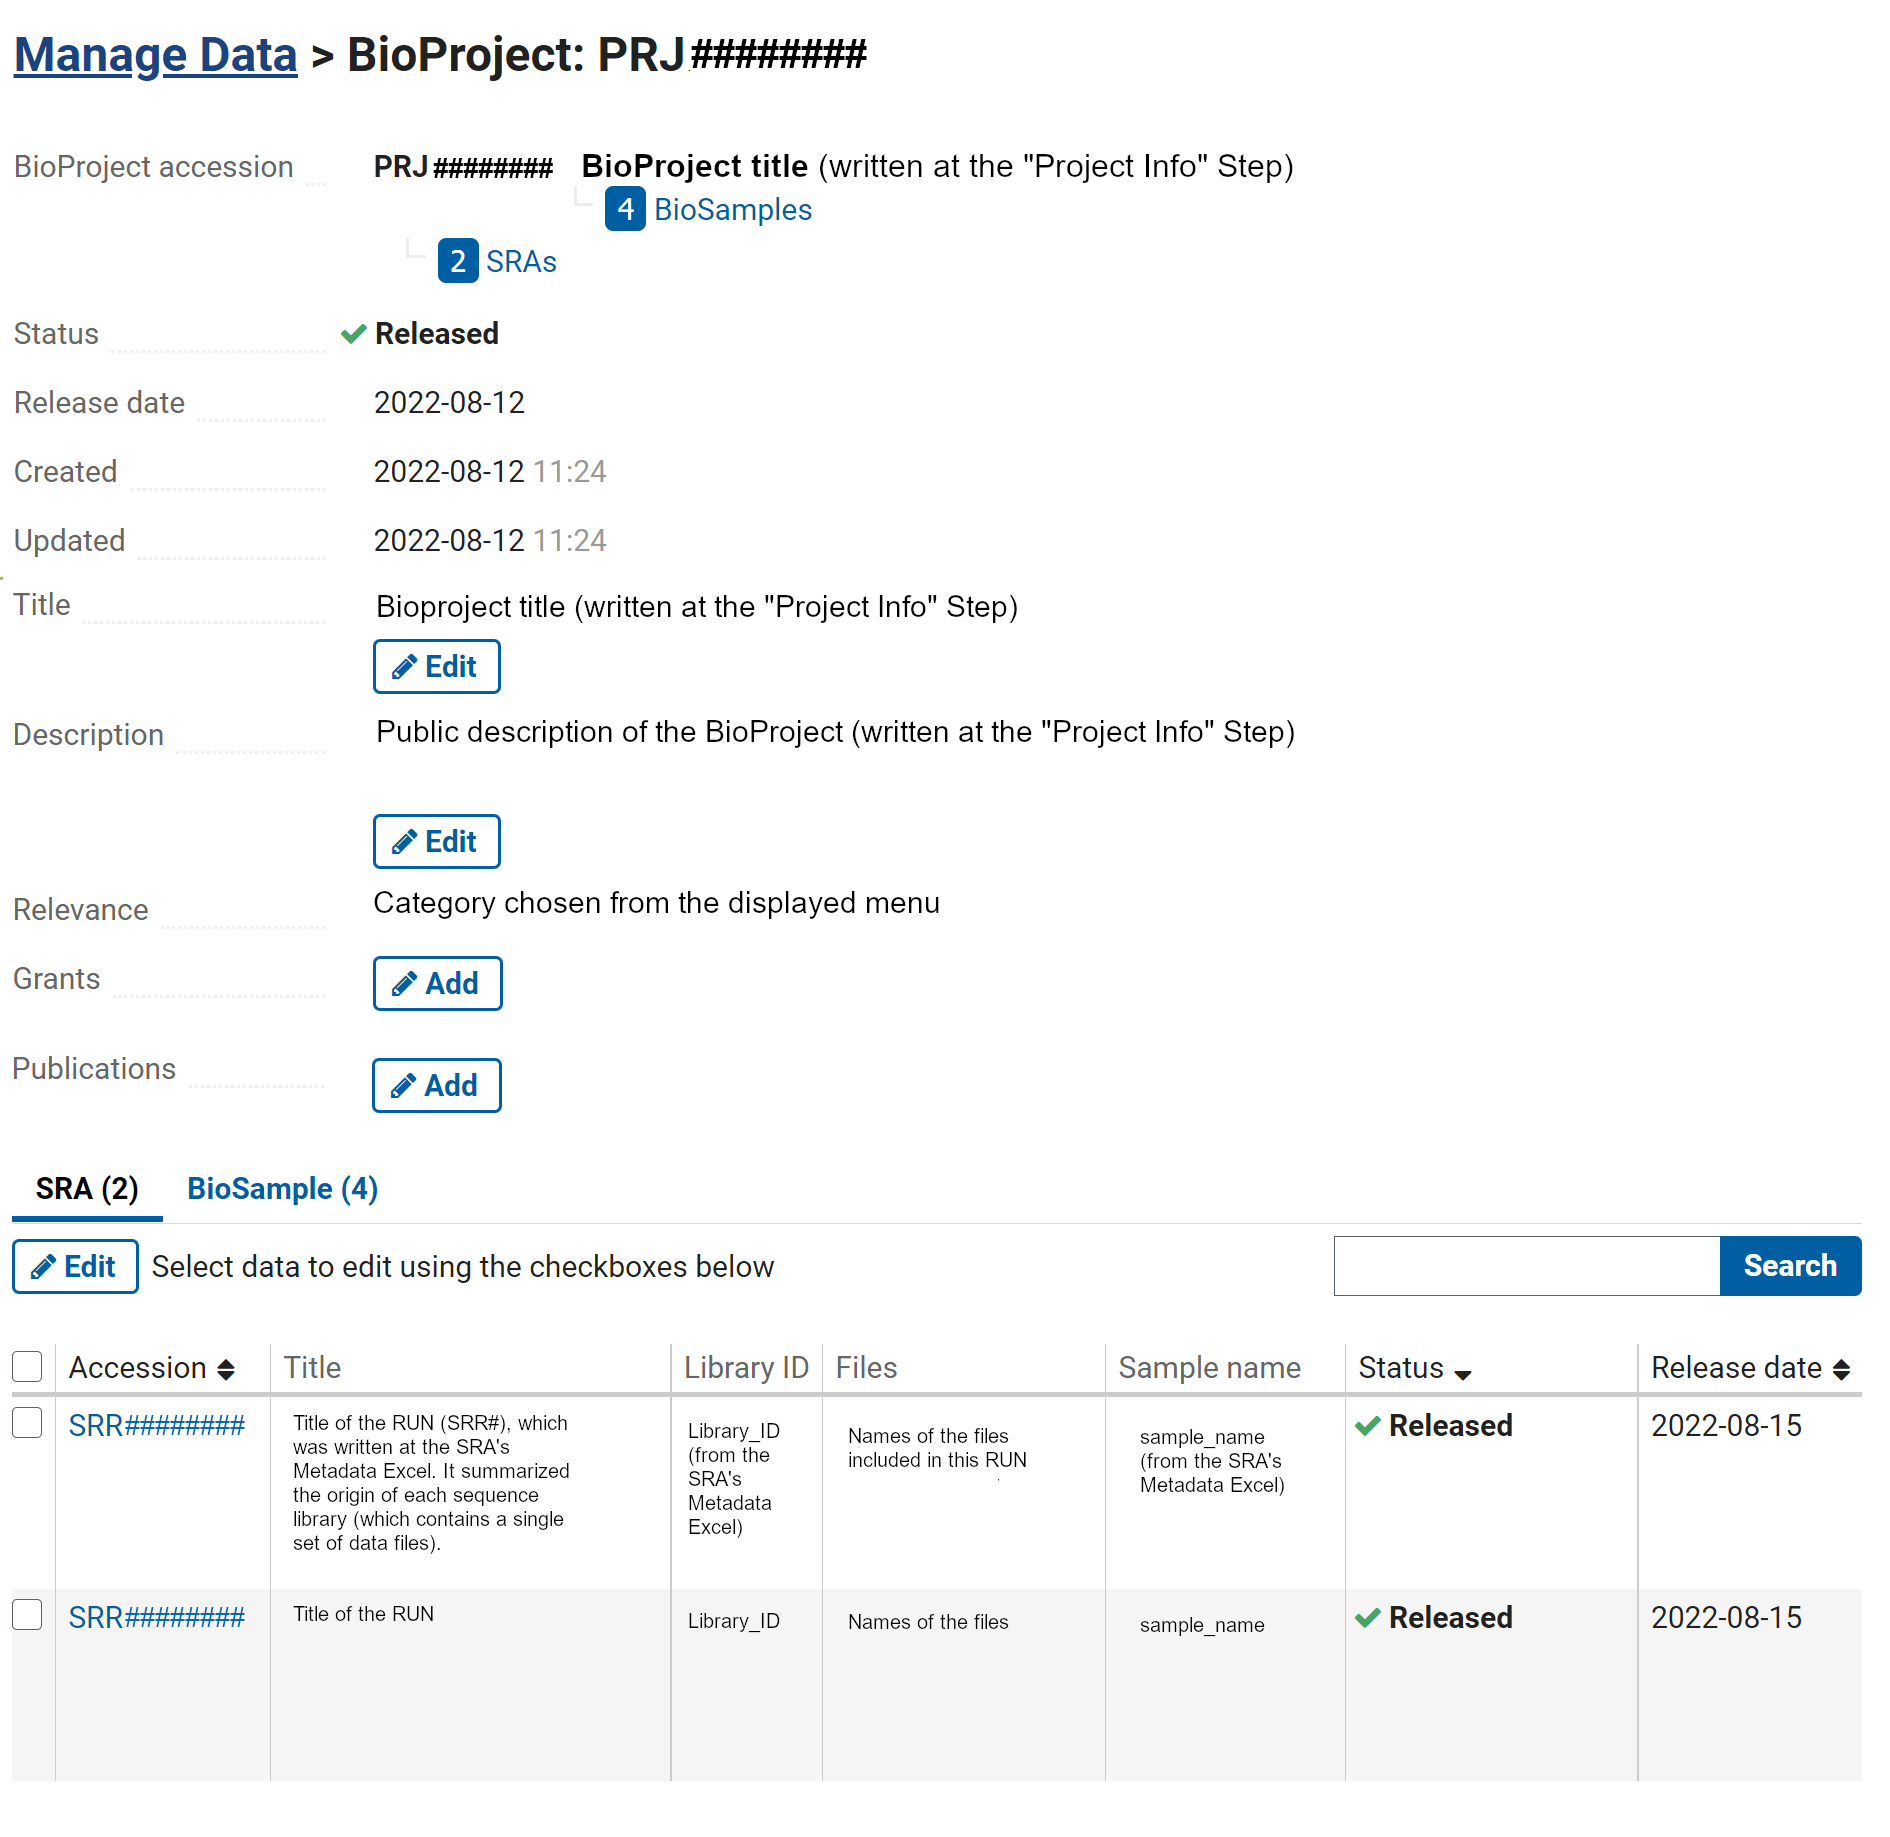 Manage Data > BioProject: PRJ########
BioProject accession PRJ ######## BioProject title (written at the "Project Info" Step)
4 BioSamples
2 SRAs
Status Released
Release date 2022-08-12
Created 2022-08-12 11:24
Updated 2022-08-12 11:24
Title Bioproject title (written at the "Project Info" Step)
Edit
Description Public description of the BioProject (written at the "Project Info" Step)
Edit
Relevance Category chosen from the displayed menu
Grants Add
Publications Add
SRA (2) BioSample (4)
Edit Select data to edit using the checkboxes below Search
Accession Title Library ID Files Sample name Status Release date
SRR########
Title of the RUN (SRR#), which
was written at the SRA's
Metadata Excel. It summarized
the origin of each sequence
library (which contains a single
set of data files).
Library_ID
(from the
SRA's
Metadata
Excel)
Names of the files
included in this RUN
sample_name
(from the SRA's
Metadata Excel)
Released
2022-08-15
SRR######## Title of the RUN Library_ID Names of the files sample_name Released 2022-08-15